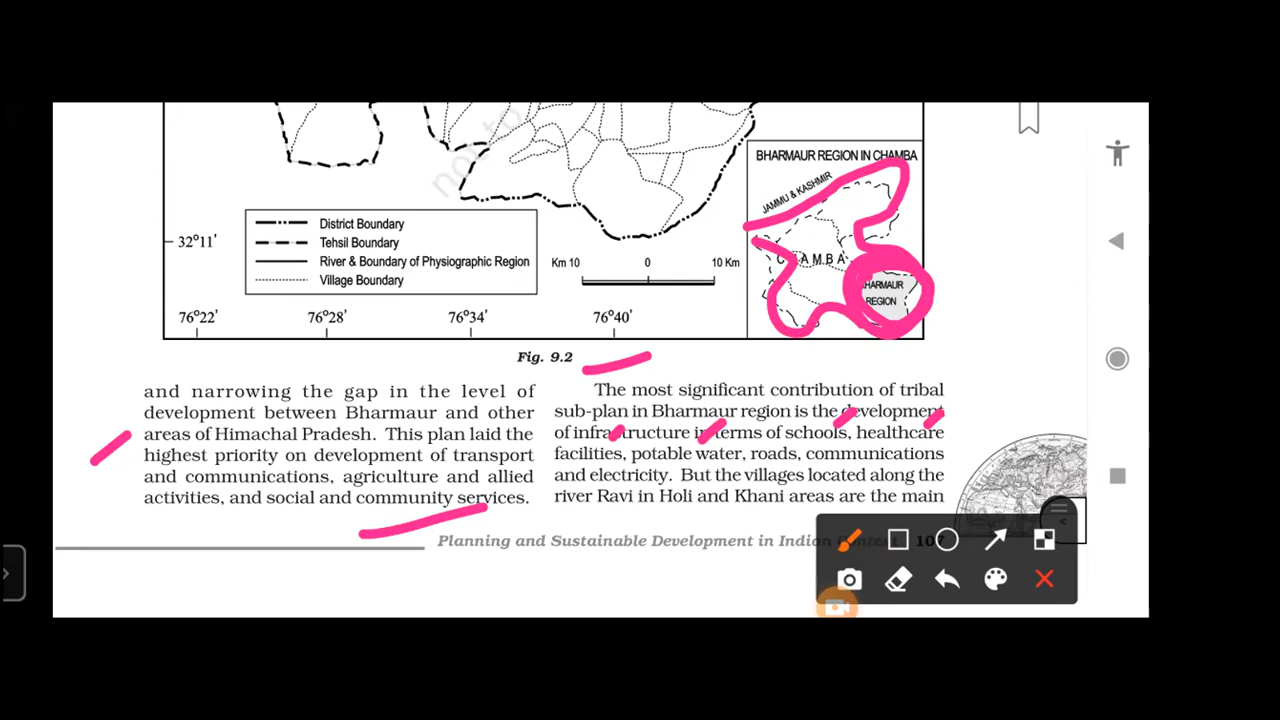 not to
BHARMAUR REGION IN CHAMBA
JAMMU & KASHMIR
CHAMBA
HARMAUR
REGION
District Boundary
Tehsil Boundary
River & Boundary of Physiographic Region
Village Boundary
32°11'
Km 10 0 10 Km
76°22' 76°28' 76°34' 76°40'
Fig. 9.2
and narrowing the gap in the level of
development between Bharmaur and other
areas of Himachal Pradesh. This plan laid the
highest priority on development of transport
and communications, agriculture and allied
activities, and social and community services.
The most significant contribution of tribal
sub-plan in Bharmaur region is the development
of infrastructure in terms of schools, healthcare
facilities, potable water, roads, communications
and electricity. But the villages located along the
river Ravi in Holi and Khani areas are the main
Planning and Sustainable Development in Indian Context 107